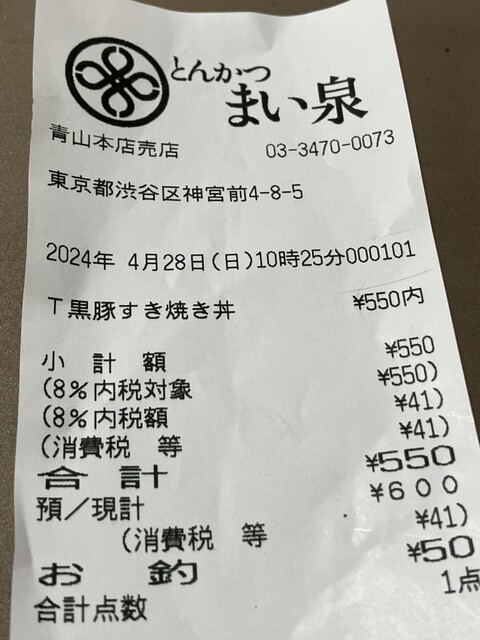 とんかつ
まい泉
青山本店売店 03-3470-0073
東京都渋谷区神宮前4-8-5
2024年 4月28日(日)10時25分000101
T黒豚すき焼き丼 ¥550内
小 計 額 ¥550
(8%内税対象 ¥550)
(8%内税額 ¥41)
(消費税 等 ¥41)
合 計 ¥550
預/現計 ¥600
(消費税 等 ¥41)
お 釣 ¥50
合計点数 1点